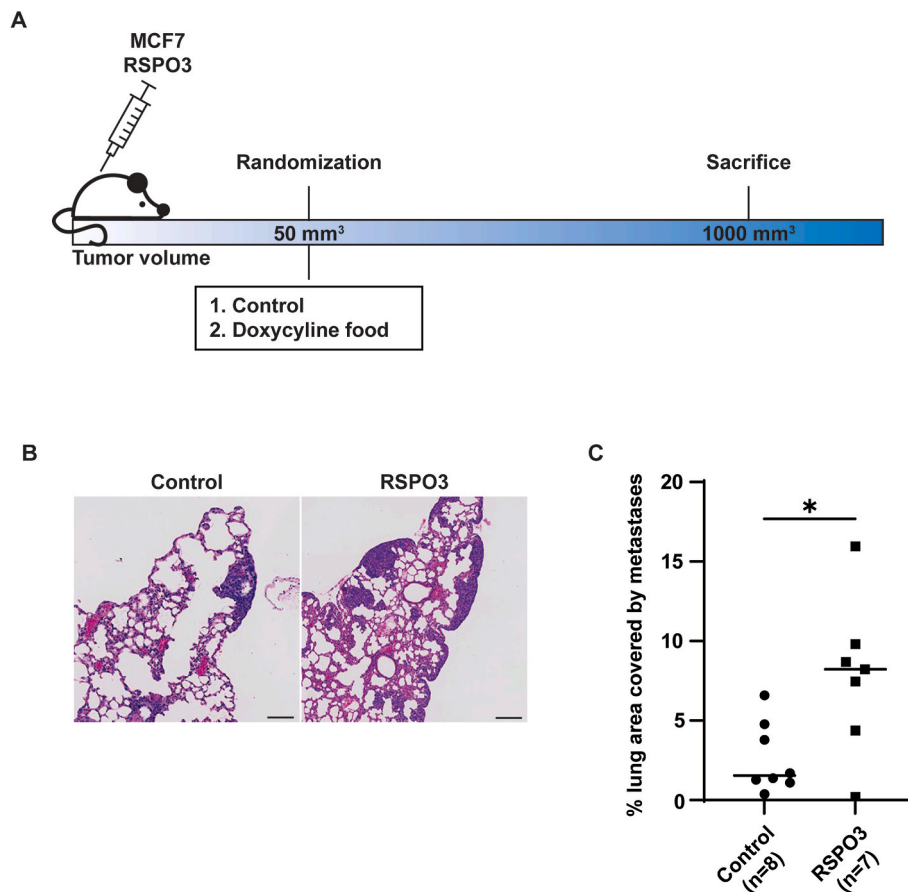 A
MCF7
RSPO3
Randomization
Sacrifice
50 mm³
1000 mm³
Tumor volume
1. Control
2. Doxycyline food
B
Control
RSPO3
C
% lung area covered by metastases
20
15
10
5
0
*
Control
(n=8)
RSPO3
(n=7)